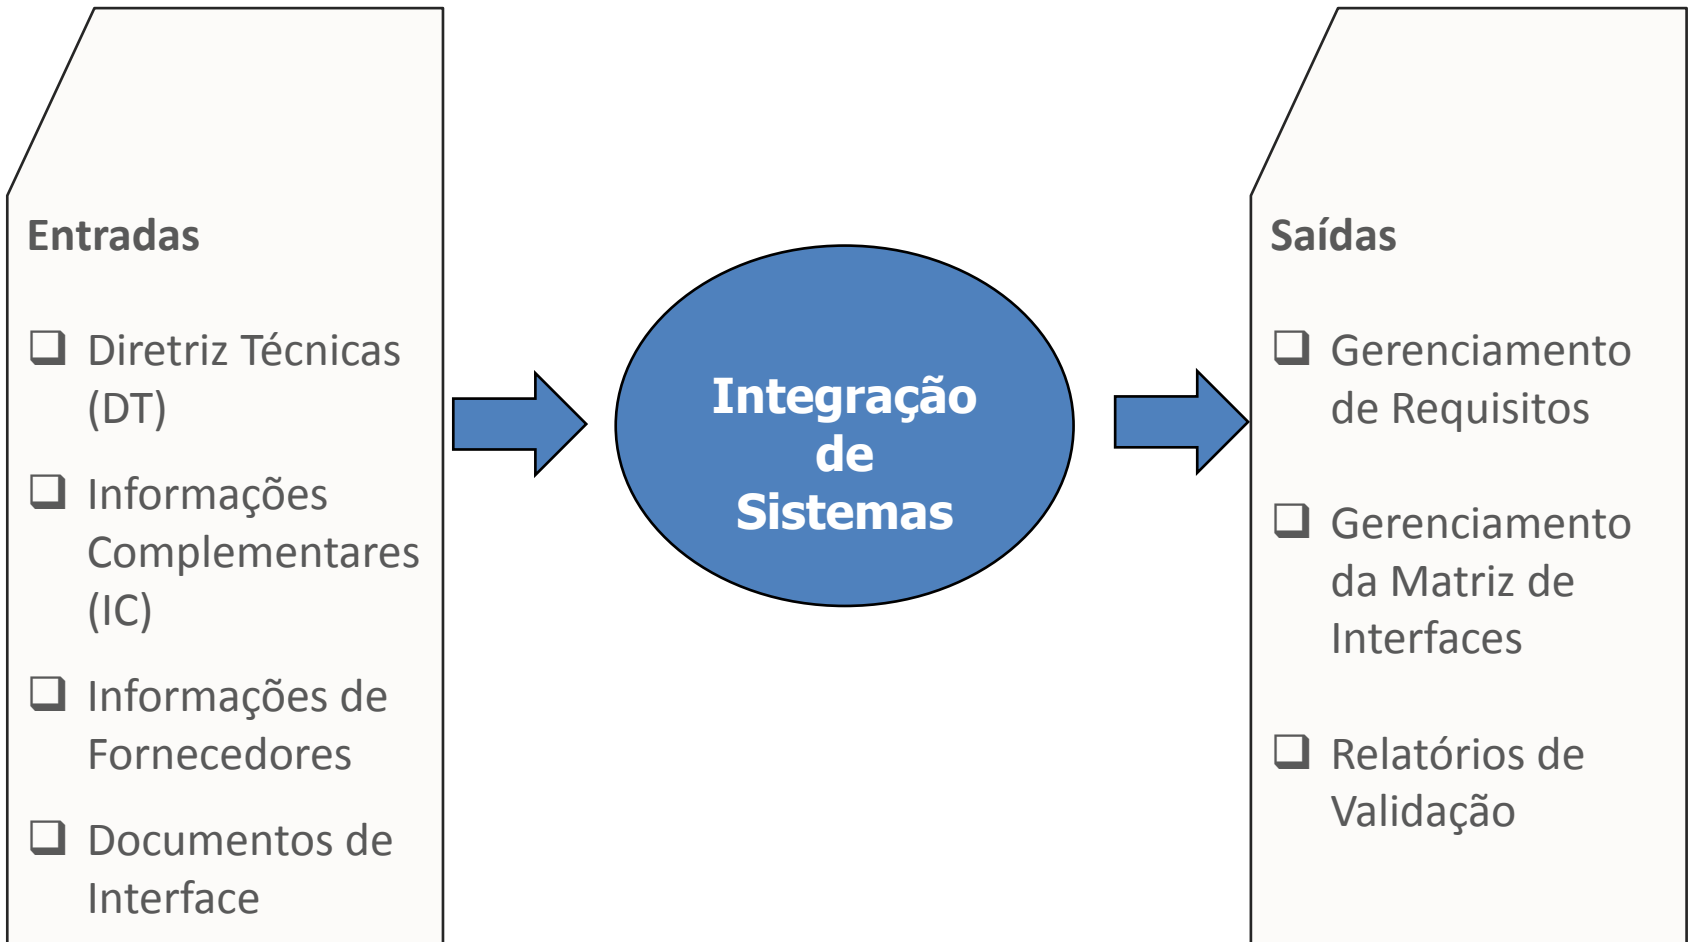 Entradas
❑ Diretriz Técnicas
(DT)
❑ Informações
Complementares
(IC)
❑ Informações de
Fornecedores
❑ Documentos de
Interface
Integração
de
Sistemas
Saídas
❑ Gerenciamento
de Requisitos
❑ Gerenciamento
da Matriz de
Interfaces
❑ Relatórios de
Validação